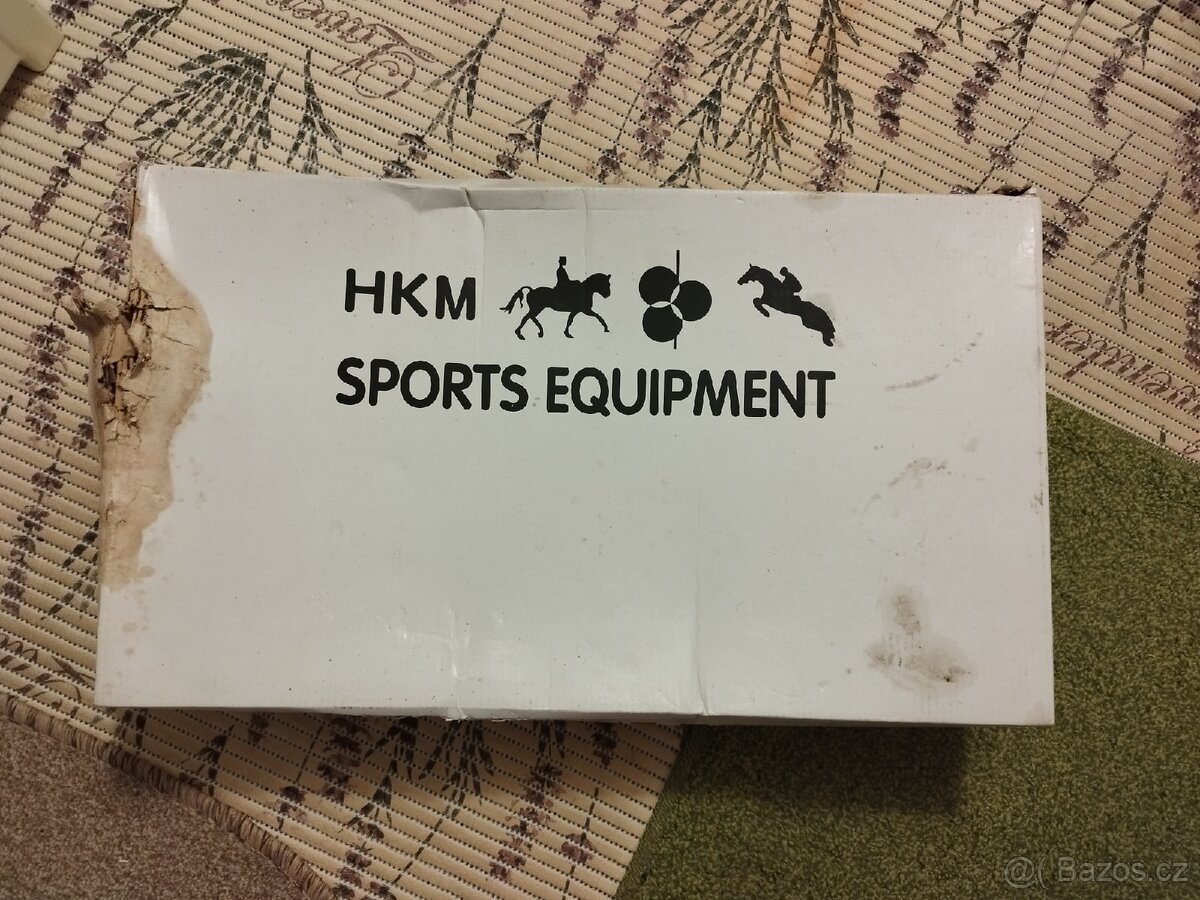 HKM
SPORTS EQUIPMENT
@( Bazos.cz